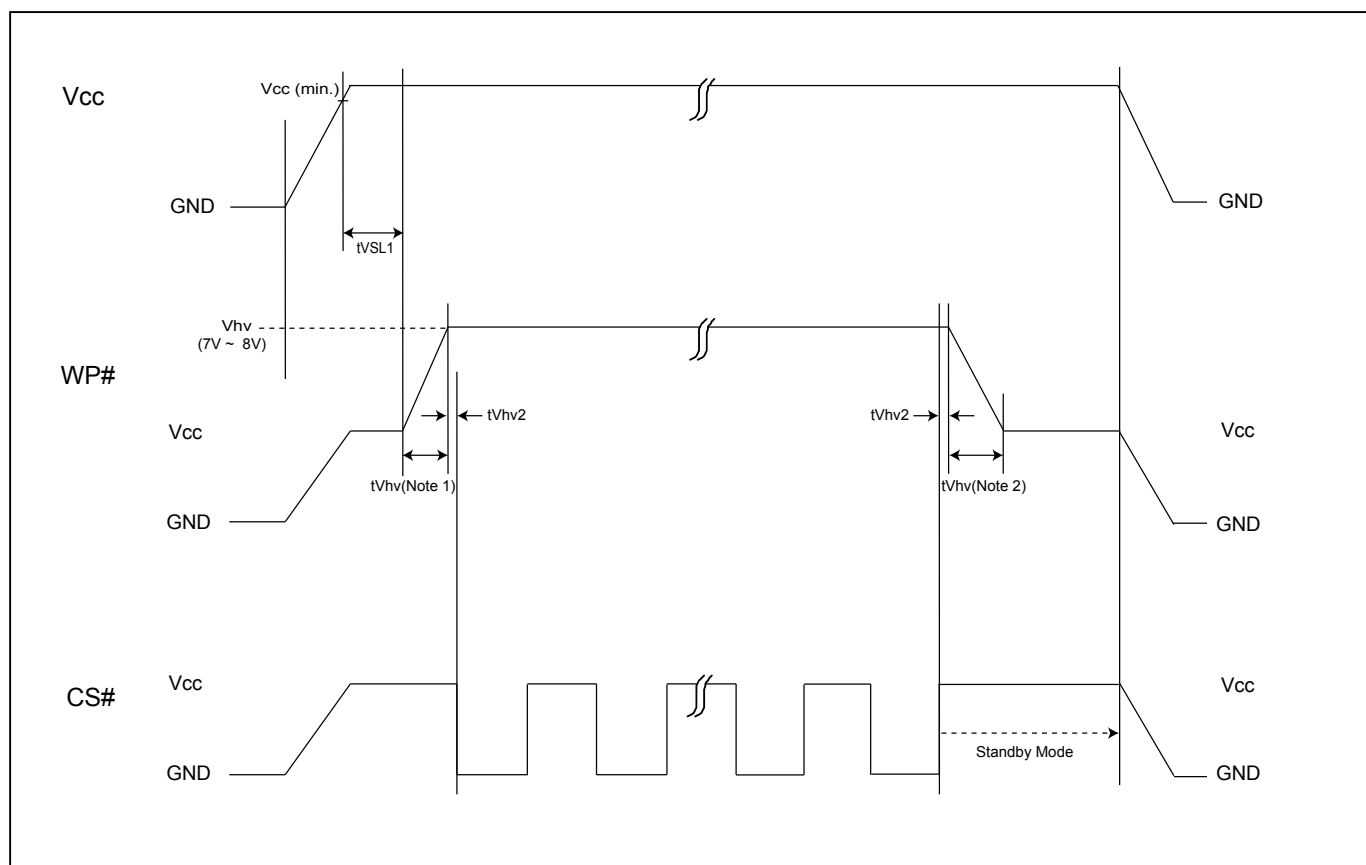 Vcc
Vcc (min.)
GND
GND
tVSL1
Vhv
(7V ~ 8V)
WP#
tVhv2
tVhv2
Vcc
Vcc
tVhv(Note 1)
tVhv(Note 2)
GND
GND
CS#
Vcc
Vcc
Standby Mode
GND
GND